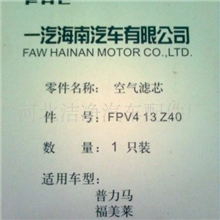 一汽海南汽车有限公司
FAW HAINAN MOTOR CO.,LTD.
零件名称：空气滤芯
件 号：FPV4 13 Z40
数 量：1 只装
适用车型：
普力马
福美来